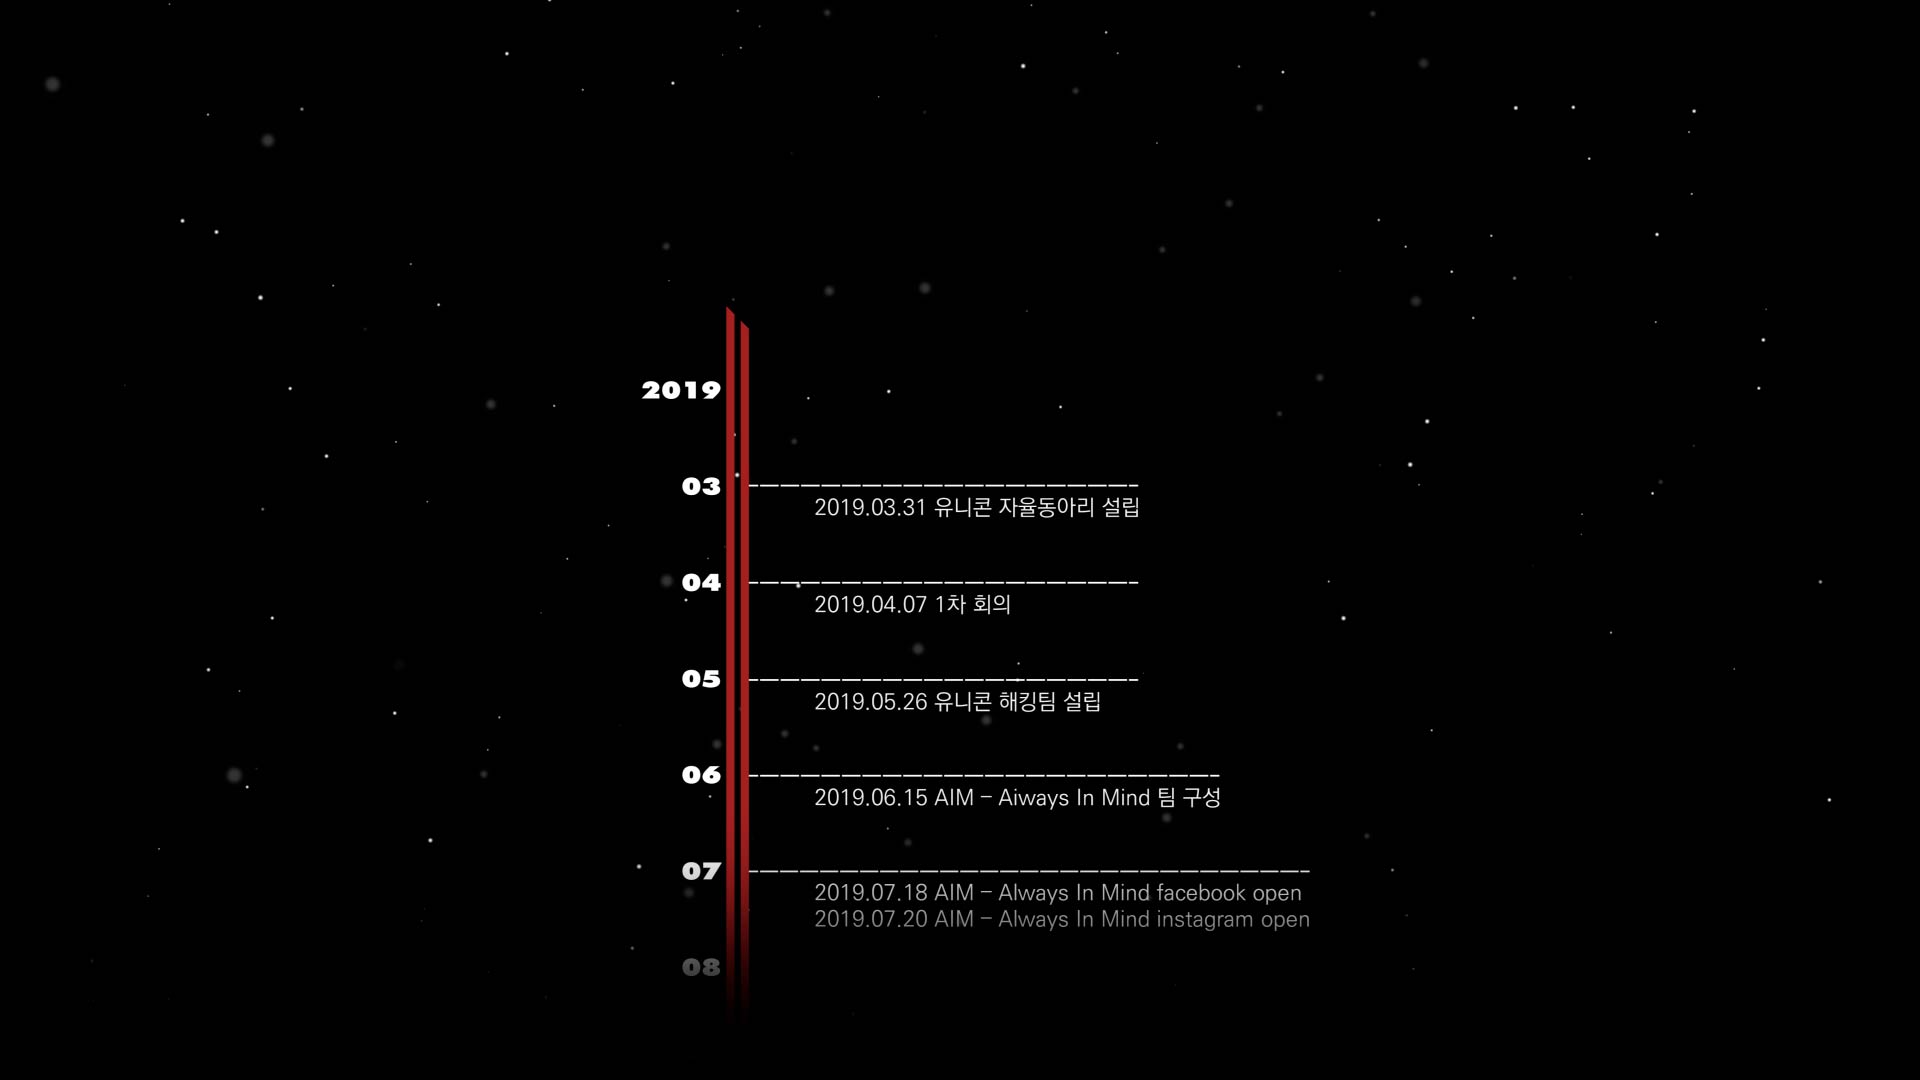 2019
03
2019.03.31 유니콘 자율동아리 설립
04
2019.04.07 1차 회의
05
2019.05.26 유니콘 해킹팀 설립
06
2019.06.15 AIM – Aiways In Mind 팀 구성
07
2019.07.18 AIM – Always In Mind facebook open
2019.07.20 AIM – Always In Mind instagram open
08